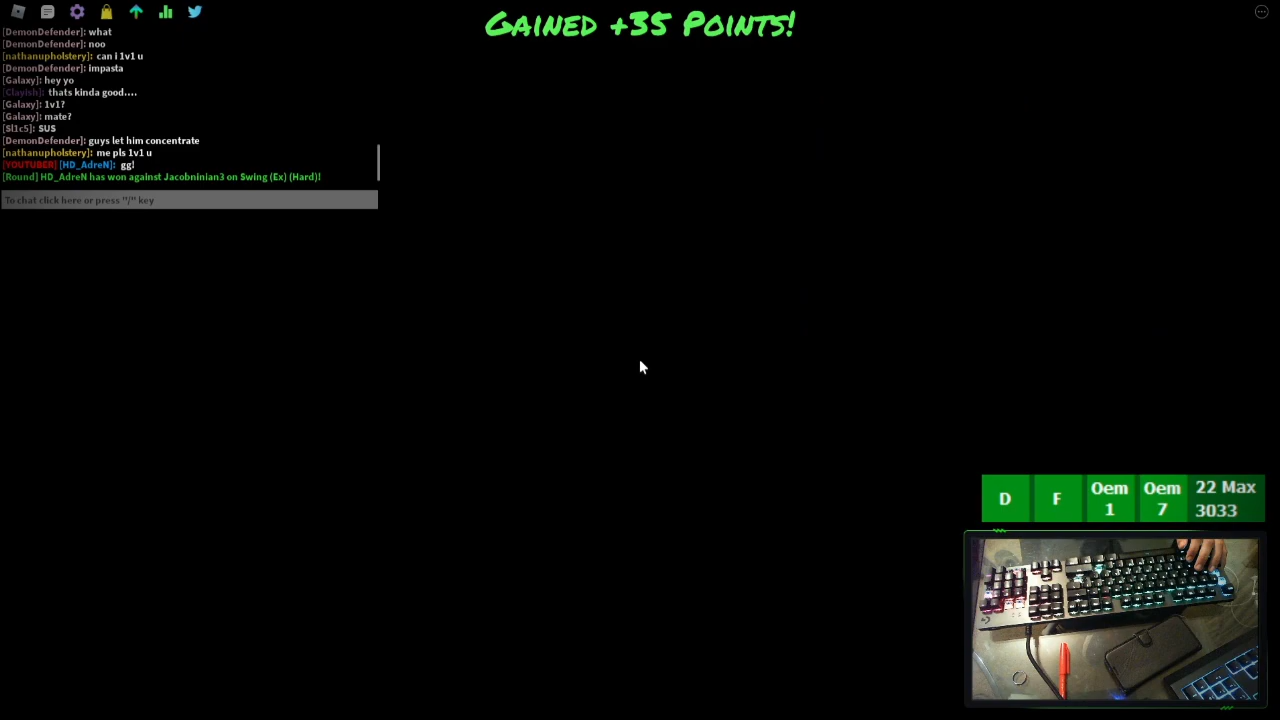 GAINED +35 POINTS!
[DemonDefender]: what
[DemonDefender]: noo
[nathanupholstery]: can i 1v1 u
[DemonDefender]: impasta
[Galaxy]: hey yo
[Clayish]: thats kinda good....
[Galaxy]: 1v1?
[Galaxy]: mate?
[Sl1c5]: SUS
[DemonDefender]: guys let him concentrate
[nathanupholstery]: me pls 1v1 u
[YOUTUBER] [HD_AdreN]: gg!
[Round] HD_AdreN has won against Jacobninian3 on Swing (Ex) (Hard)!
To chat click here or press "/" key
D F Oem 1 Oem 7 22 Max 3033